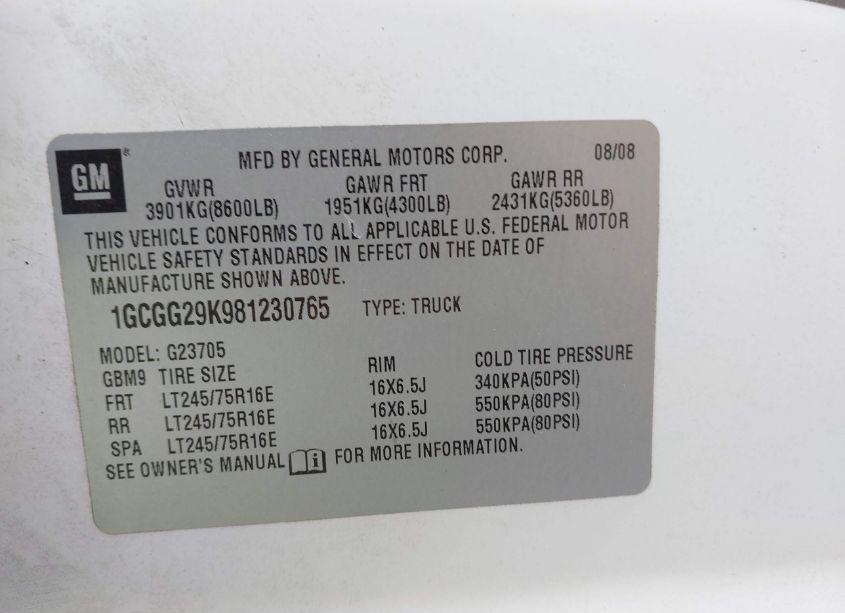 GM® MFD BY GENERAL MOTORS CORP. 08/08
GVWR GAWR FRT GAWR RR
3901KG(8600LB) 1951KG(4300LB) 2431KG(5360LB)
THIS VEHICLE CONFORMS TO ALL APPLICABLE U.S. FEDERAL MOTOR
VEHICLE SAFETY STANDARDS IN EFFECT ON THE DATE OF
MANUFACTURE SHOWN ABOVE.
1GCGG29K981230765 TYPE: TRUCK
MODEL: G23705
GBM9 TIRE SIZE RIM COLD TIRE PRESSURE
FRT LT245/75R16E 16X6.5J 340KPA(50PSI)
RR LT245/75R16E 16X6.5J 550KPA(80PSI)
SPA LT245/75R16E 16X6.5J 550KPA(80PSI)
SEE OWNER'S MANUAL i FOR MORE INFORMATION.